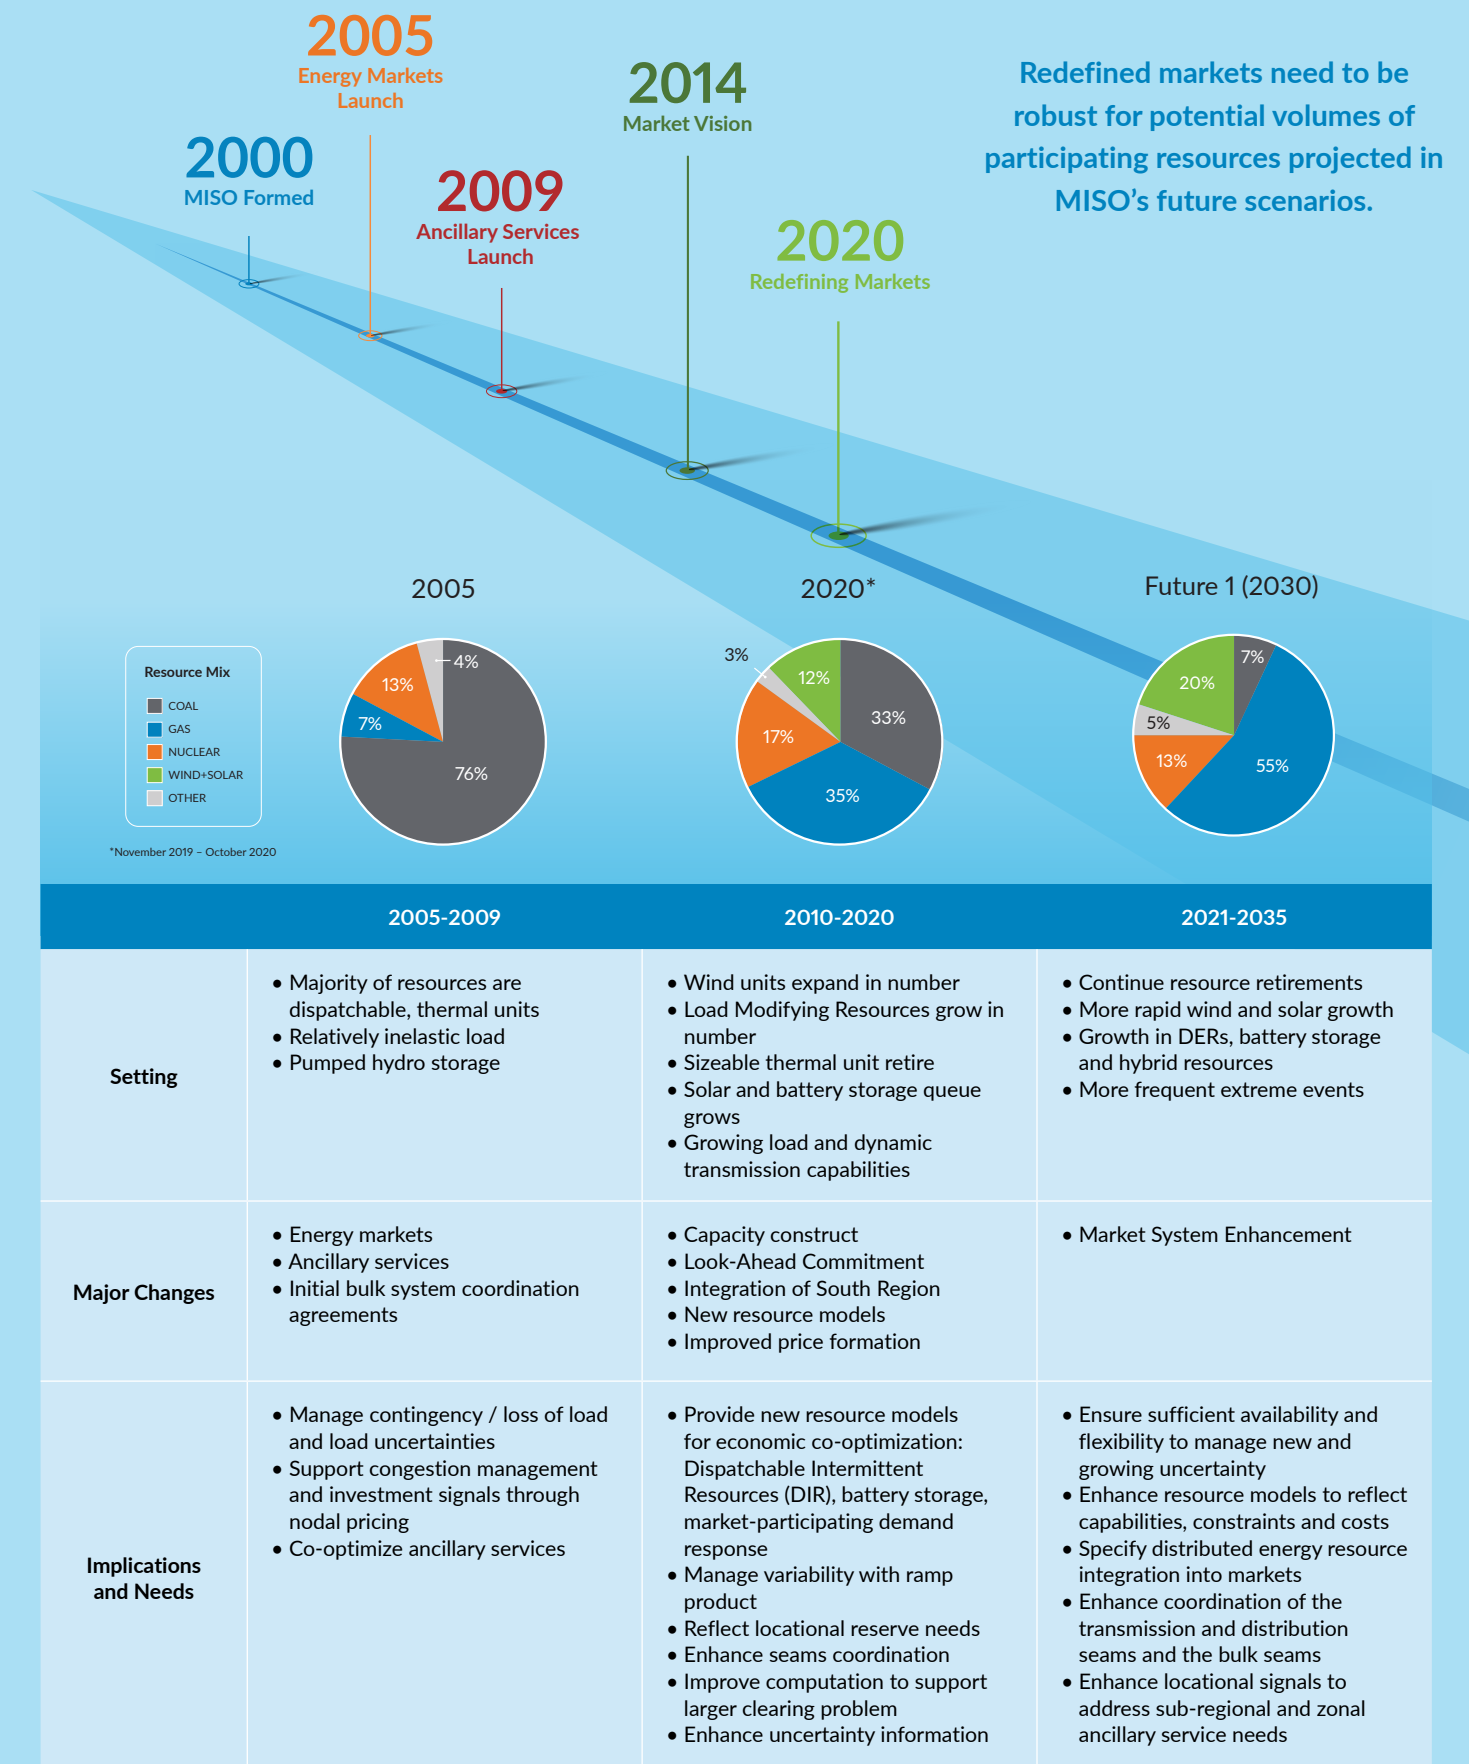 2005
Energy Markets
Launch
2014
Market Vision
Redefined markets need to be
robust for potential volumes of
participating resources projected in
MISO's future scenarios.
2000
MISO Formed
2009
Ancillary Services
Launch
2020
Redefining Markets
2005
2020*
Future 1 (2030)
Resource Mix
COAL
GAS
NUCLEAR
WIND+SOLAR
OTHER
*November 2019 – October 2020
4%
13%
7%
76%
3%
12%
33%
17%
35%
7%
20%
5%
13%
55%
2005-2009
2010-2020
2021-2035
Setting
• Majority of resources are
dispatchable, thermal units
• Relatively inelastic load
• Pumped hydro storage
• Wind units expand in number
• Load Modifying Resources grow in
number
• Sizeable thermal unit retire
• Solar and battery storage queue
grows
• Growing load and dynamic
transmission capabilities
• Continue resource retirements
• More rapid wind and solar growth
• Growth in DERs, battery storage
and hybrid resources
• More frequent extreme events
Major Changes
• Energy markets
• Ancillary services
• Initial bulk system coordination
agreements
• Capacity construct
• Look-Ahead Commitment
• Integration of South Region
• New resource models
• Improved price formation
• Market System Enhancement
Implications
and Needs
• Manage contingency / loss of load
and load uncertainties
• Support congestion management
and investment signals through
nodal pricing
• Co-optimize ancillary services
• Provide new resource models
for economic co-optimization:
Dispatchable Intermittent
Resources (DIR), battery storage,
market-participating demand
response
• Manage variability with ramp
product
• Reflect locational reserve needs
• Enhance seams coordination
• Improve computation to support
larger clearing problem
• Enhance uncertainty information
• Ensure sufficient availability and
flexibility to manage new and
growing uncertainty
• Enhance resource models to reflect
capabilities, constraints and costs
• Specify distributed energy resource
integration into markets
• Enhance coordination of the
transmission and distribution
seams and the bulk seams
• Enhance locational signals to
address sub-regional and zonal
ancillary service needs